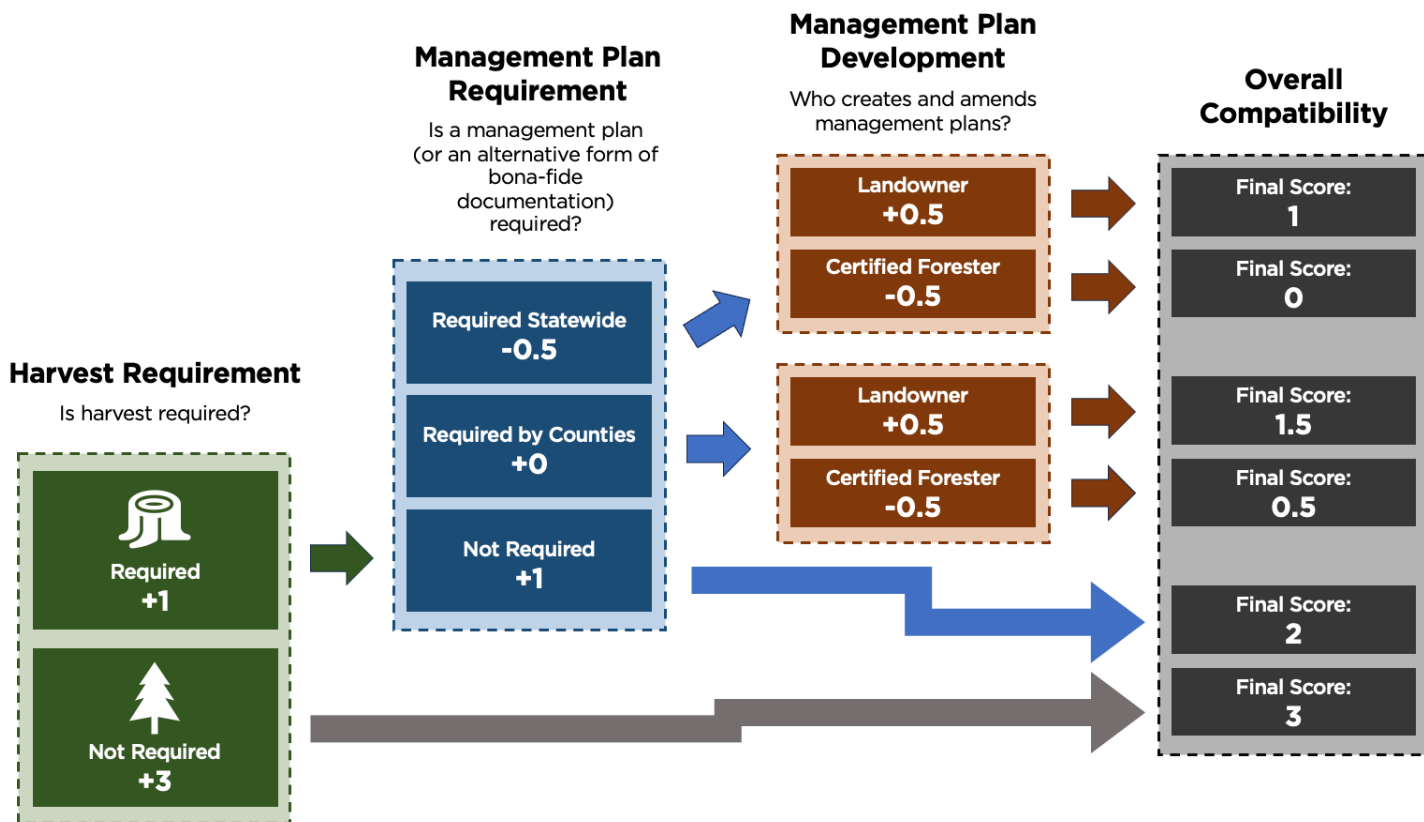 Harvest Requirement
Is harvest required?
Required
+1
Not Required
+3
Management Plan
Requirement
Is a management plan
(or an alternative form of
bona-fide
documentation)
required?
Required Statewide
-0.5
Required by Counties
+0
Not Required
+1
Management Plan
Development
Who creates and amends
management plans?
Landowner
+0.5
Certified Forester
-0.5
Landowner
+0.5
Certified Forester
-0.5
Overall
Compatibility
Final Score:
1
Final Score:
0
Final Score:
1.5
Final Score:
0.5
Final Score:
2
Final Score:
3